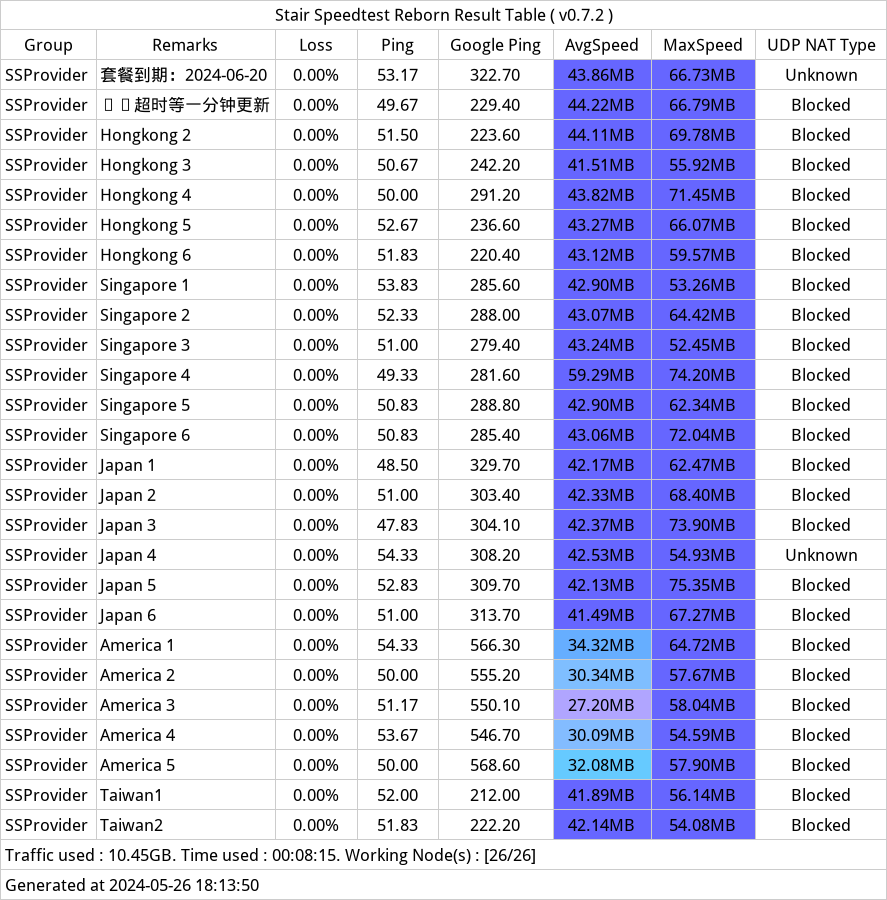 Stair Speedtest Reborn Result Table ( v0.7.2 )
Group Remarks Loss Ping Google Ping AvgSpeed MaxSpeed UDP NAT Type
SSProvider 套餐到期：2024-06-20 0.00% 53.17 322.70 43.86MB 66.73MB Unknown
SSProvider 超时等一分钟更新 0.00% 49.67 229.40 44.22MB 66.79MB Blocked
SSProvider Hongkong 2 0.00% 51.50 223.60 44.11MB 69.78MB Blocked
SSProvider Hongkong 3 0.00% 50.67 242.20 41.51MB 55.92MB Blocked
SSProvider Hongkong 4 0.00% 50.00 291.20 43.82MB 71.45MB Blocked
SSProvider Hongkong 5 0.00% 52.67 236.60 43.27MB 66.07MB Blocked
SSProvider Hongkong 6 0.00% 51.83 220.40 43.12MB 59.57MB Blocked
SSProvider Singapore 1 0.00% 53.83 285.60 42.90MB 53.26MB Blocked
SSProvider Singapore 2 0.00% 52.33 288.00 43.07MB 64.42MB Blocked
SSProvider Singapore 3 0.00% 51.00 279.40 43.24MB 52.45MB Blocked
SSProvider Singapore 4 0.00% 49.33 281.60 59.29MB 74.20MB Blocked
SSProvider Singapore 5 0.00% 50.83 288.80 42.90MB 62.34MB Blocked
SSProvider Singapore 6 0.00% 50.83 285.40 43.06MB 72.04MB Blocked
SSProvider Japan 1 0.00% 48.50 329.70 42.17MB 62.47MB Blocked
SSProvider Japan 2 0.00% 51.00 303.40 42.33MB 68.40MB Blocked
SSProvider Japan 3 0.00% 47.83 304.10 42.37MB 73.90MB Blocked
SSProvider Japan 4 0.00% 54.33 308.20 42.53MB 54.93MB Unknown
SSProvider Japan 5 0.00% 52.83 309.70 42.13MB 75.35MB Blocked
SSProvider Japan 6 0.00% 51.00 313.70 41.49MB 67.27MB Blocked
SSProvider America 1 0.00% 54.33 566.30 34.32MB 64.72MB Blocked
SSProvider America 2 0.00% 50.00 555.20 30.34MB 57.67MB Blocked
SSProvider America 3 0.00% 51.17 550.10 27.20MB 58.04MB Blocked
SSProvider America 4 0.00% 53.67 546.70 30.09MB 54.59MB Blocked
SSProvider America 5 0.00% 50.00 568.60 32.08MB 57.90MB Blocked
SSProvider Taiwan1 0.00% 52.00 212.00 41.89MB 56.14MB Blocked
SSProvider Taiwan2 0.00% 51.83 222.20 42.14MB 54.08MB Blocked
Traffic used : 10.45GB. Time used : 00:08:15. Working Node(s) : [26/26]
Generated at 2024-05-26 18:13:50